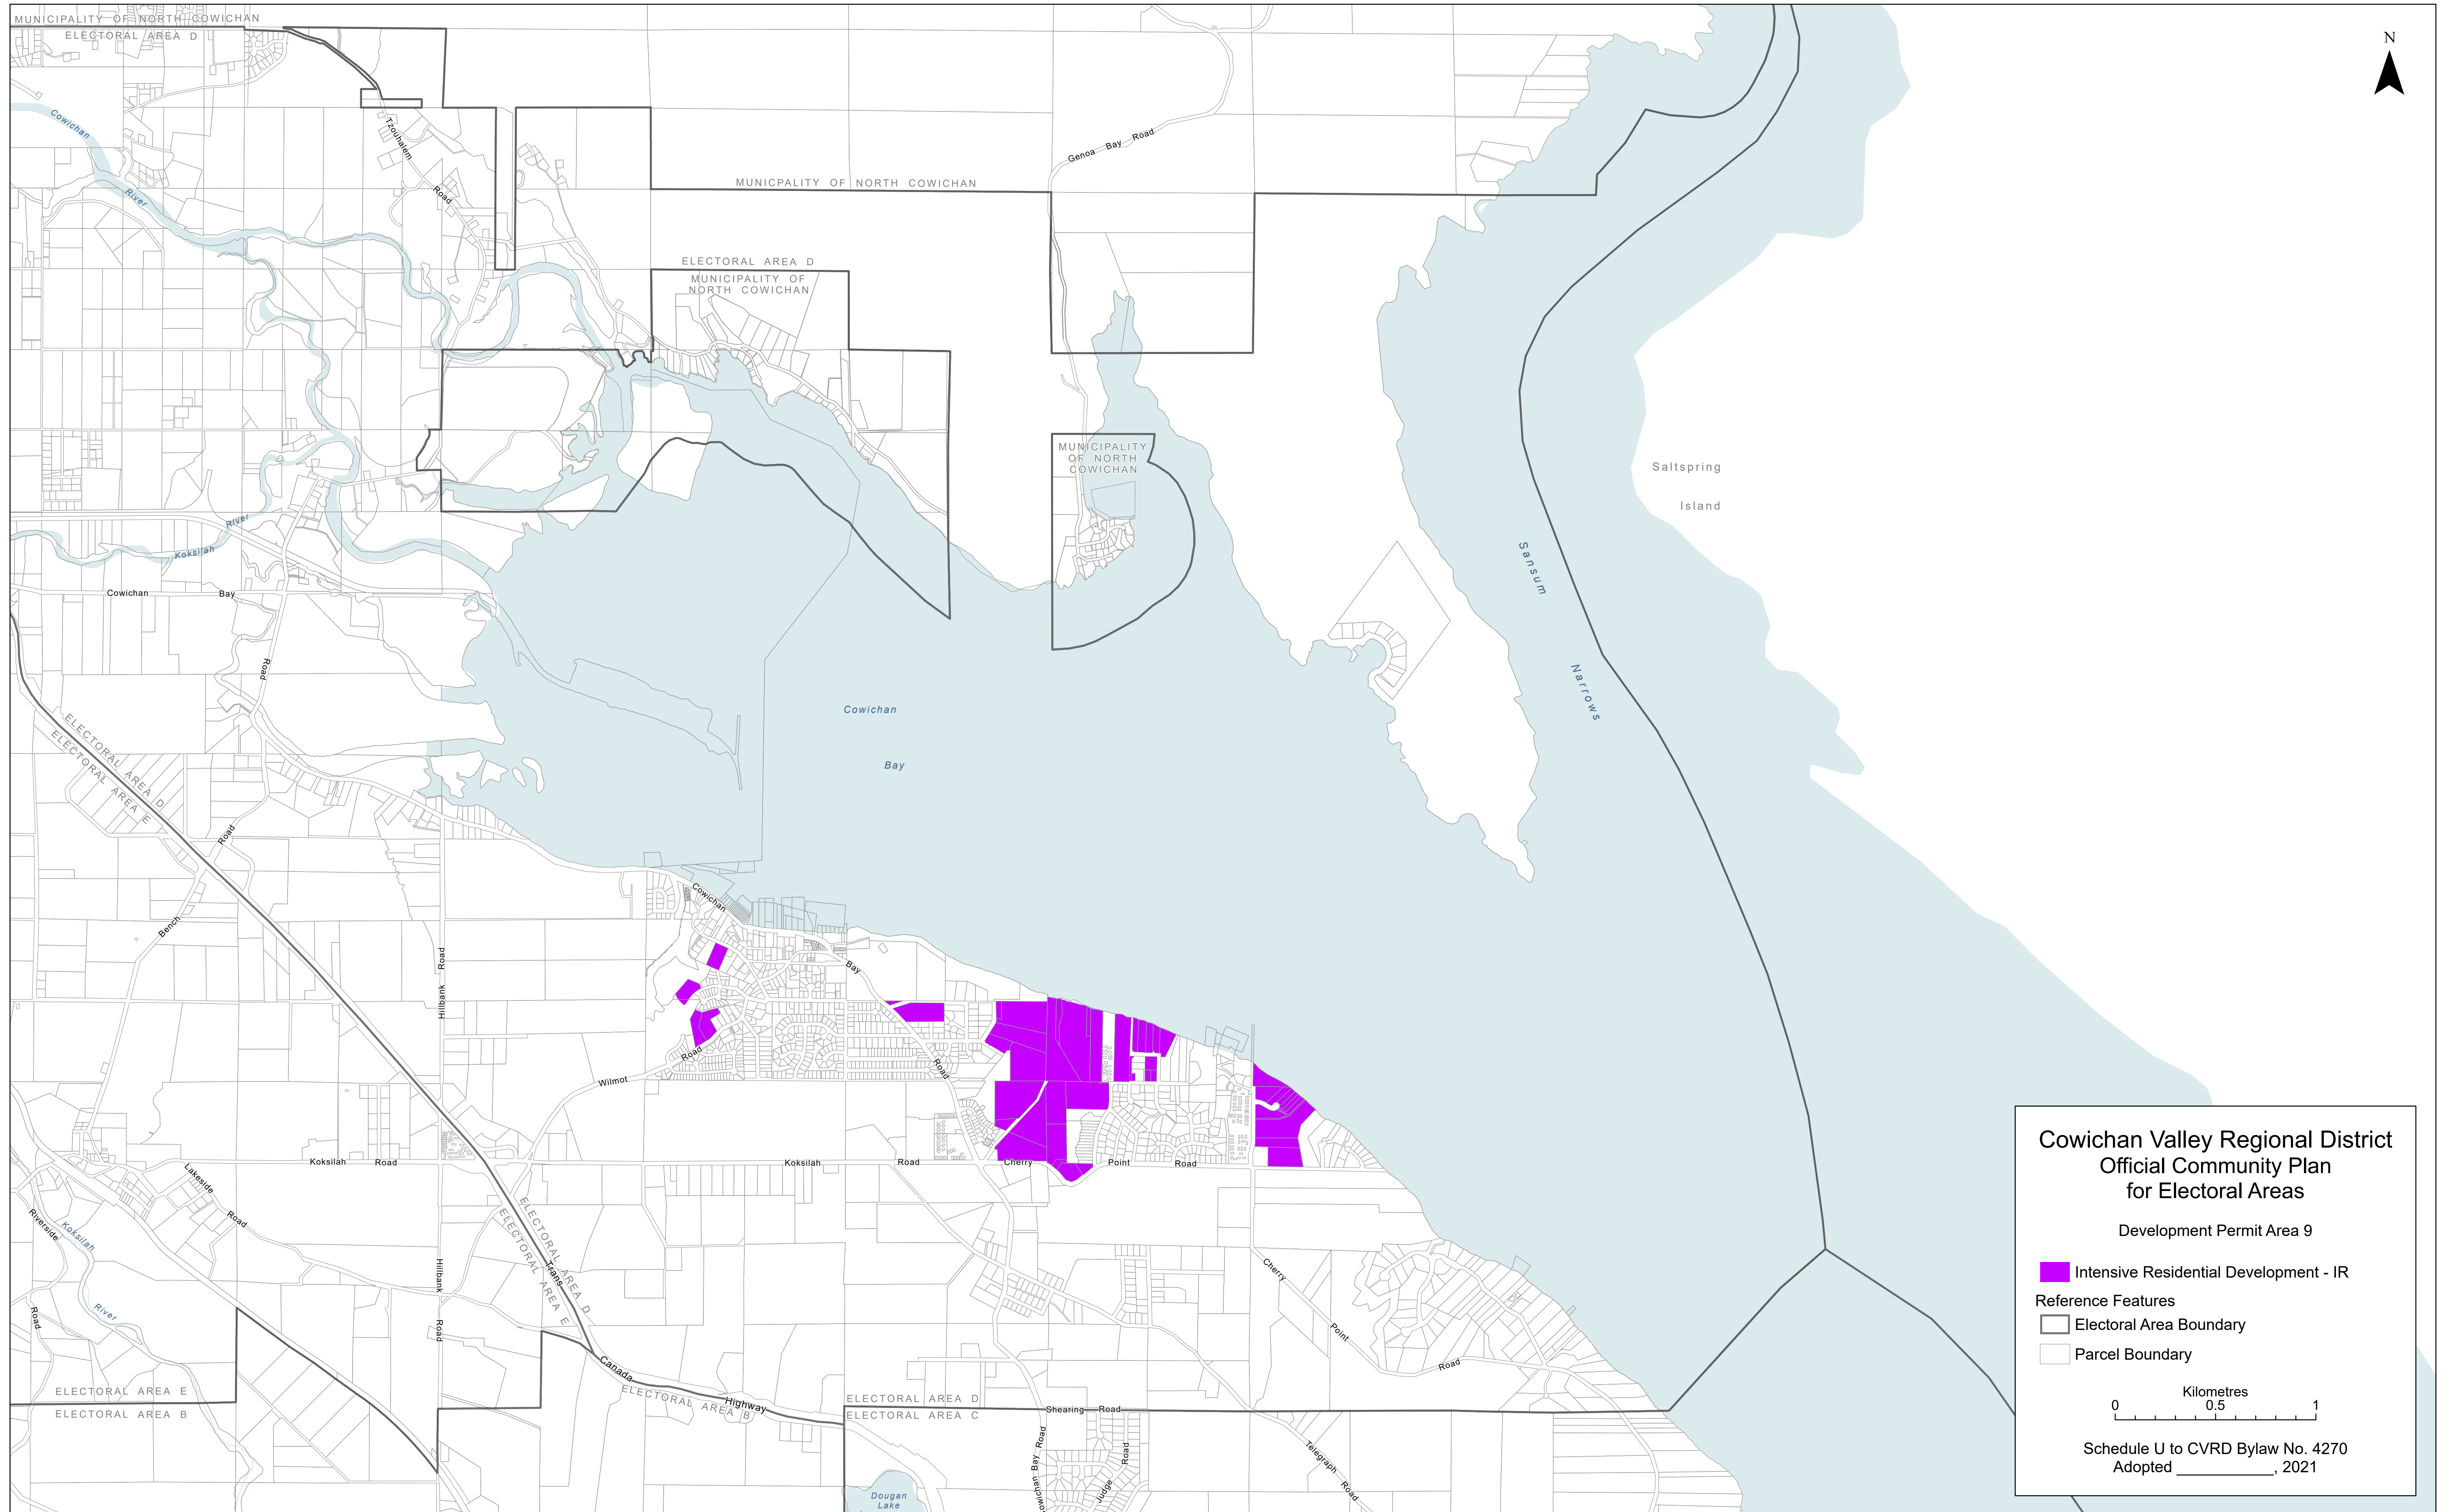 MUNICIPALITY OF NORTH COWICHAN
ELECTORAL AREA D
N
Cowichan
River
Tzouhalem
Road
Genoa Bay Road
MUNICPALITY OF NORTH COWICHAN
ELECTORAL AREA D
MUNICIPALITY OF
NORTH COWICHAN
MUNICIPALITY
OF NORTH
COWICHAN
Saltspring
Island
River
Koksilah
Cowichan Bay
Road
Sansum
Narrows
Cowichan
Bay
ELECTORAL AREA D
ELECTORAL AREA E
Road
Bench
Hillbank Road
Cowichan
Bay
Road
Road
Wilmot
Koksilah Road
Koksilah Road
Cherry Point Road
Lakeside
Road
Riverside
Road
Koksilah
River
Hillbank
Road
ELECTORAL AREA D
ELECTORAL AREA E
Trans
Canada
Highway
Cherry
Point
Road
ELECTORAL AREA E
ELECTORAL AREA B
ELECTORAL AREA B
ELECTORAL AREA D
ELECTORAL AREA C
Shearing Road
Cowichan Bay Road
Judge
Road
Telegraph
Road
Dougan
Lake
Cowichan Valley Regional District
Official Community Plan
for Electoral Areas
Development Permit Area 9
Intensive Residential Development - IR
Reference Features
Electoral Area Boundary
Parcel Boundary
Kilometres
0 0.5 1
Schedule U to CVRD Bylaw No. 4270
Adopted ___________, 2021